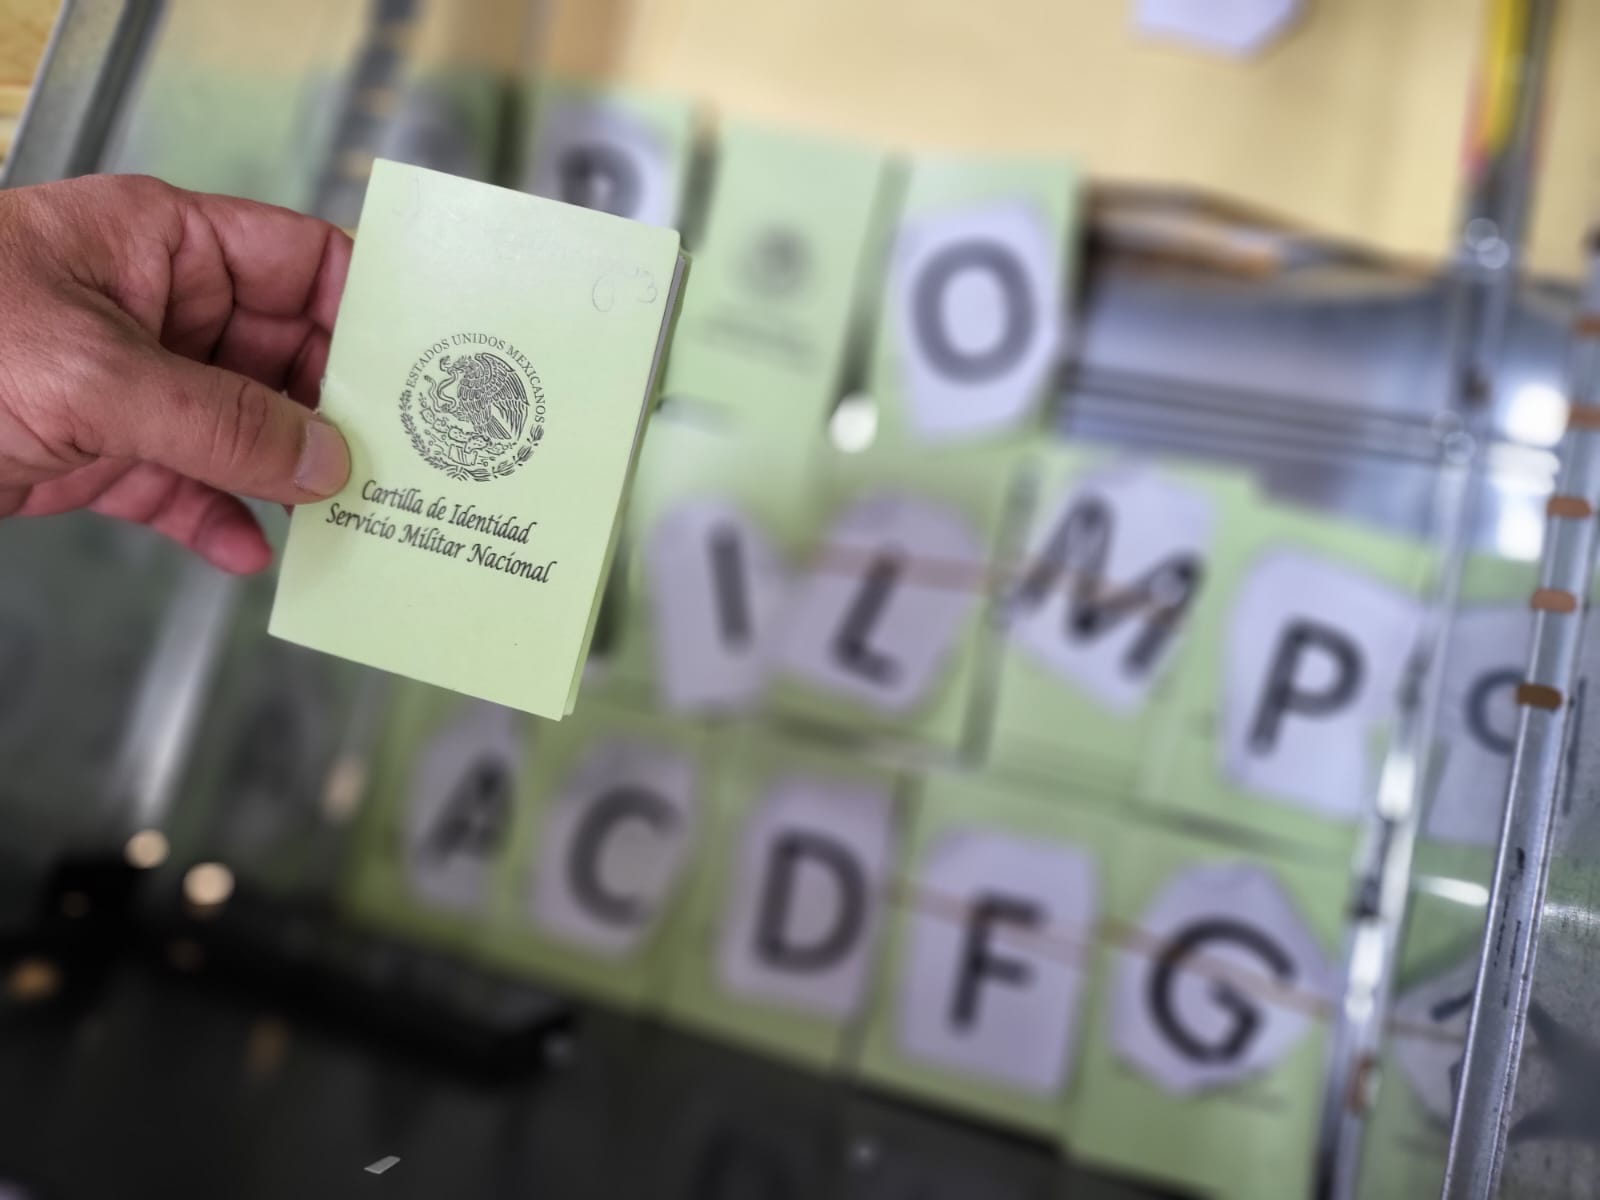 ESTADOS UNIDOS MEXICANOS
Cartilla de Identidad
Servicio Militar Nacional
O
I L M P
A C D F G